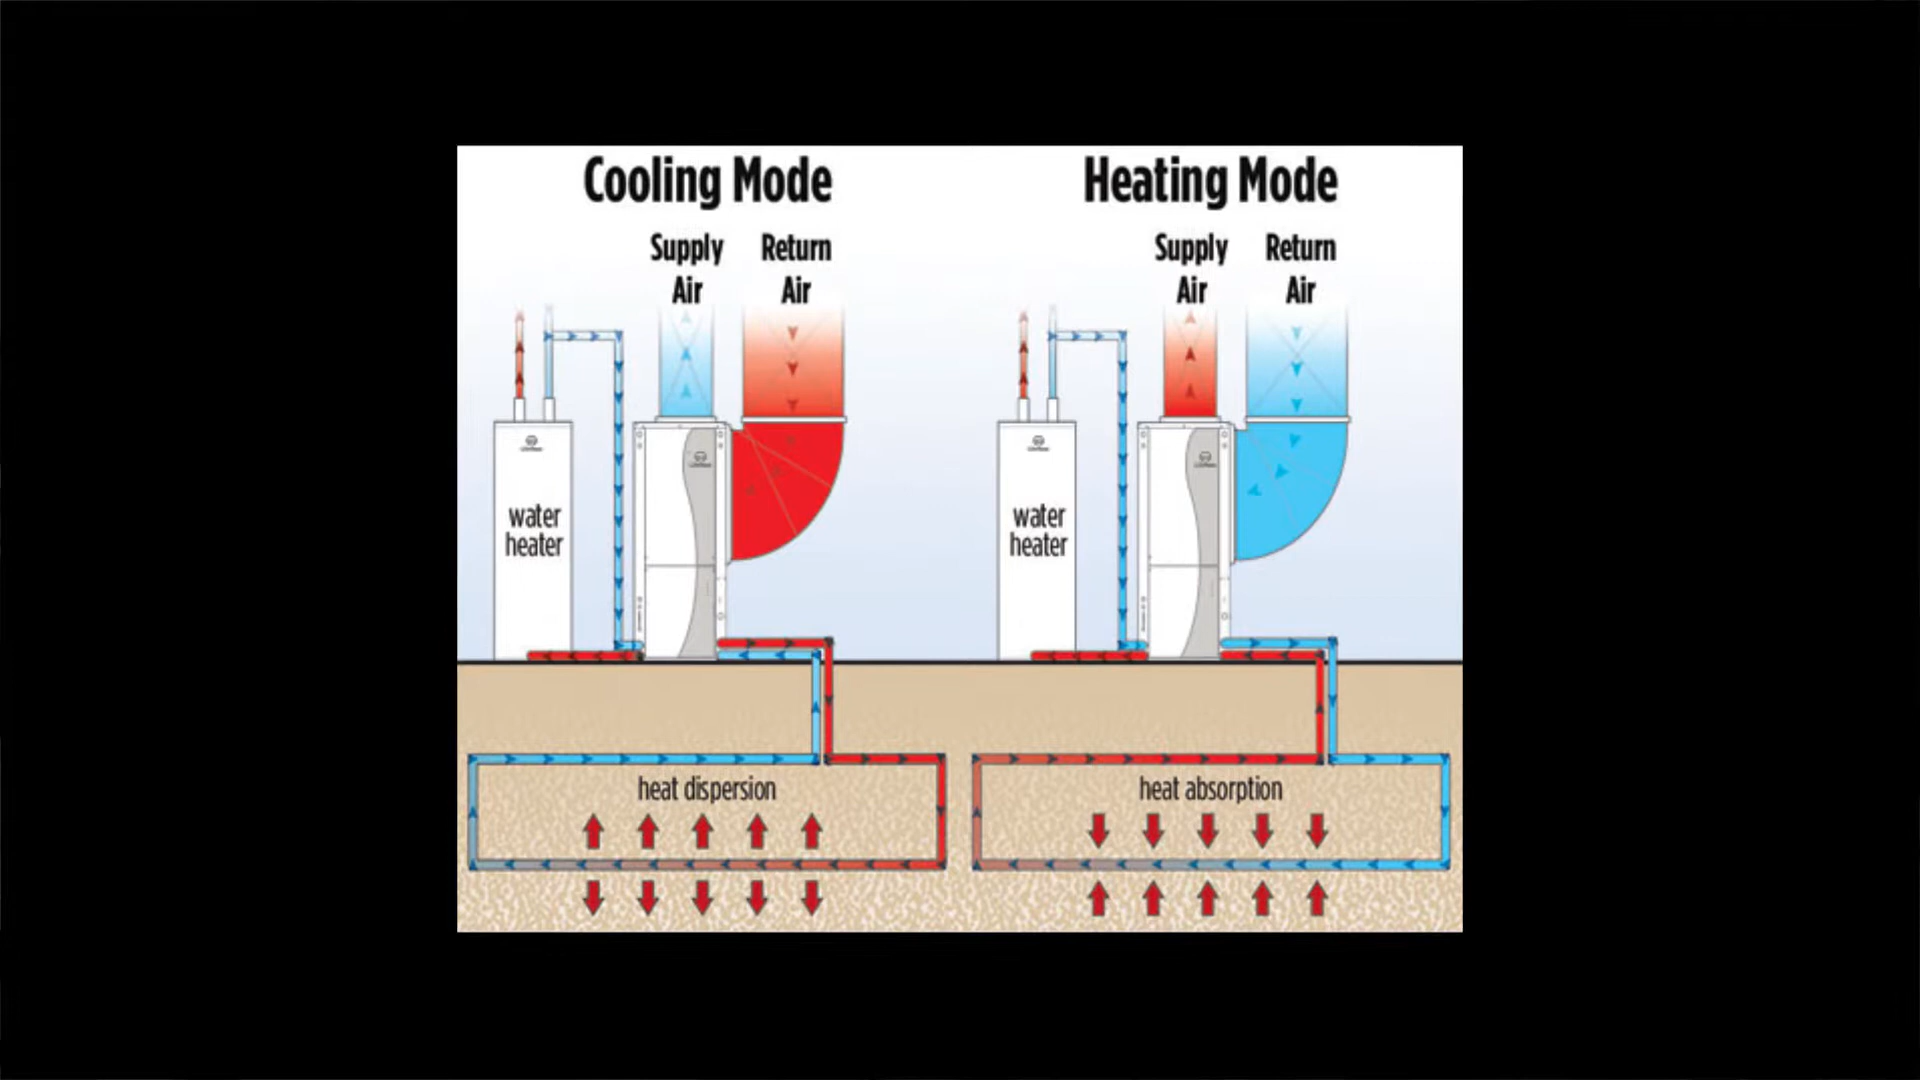 Cooling Mode
Supply
Air
Return
Air
water
heater
heat dispersion
Heating Mode
Supply
Air
Return
Air
water
heater
heat absorption